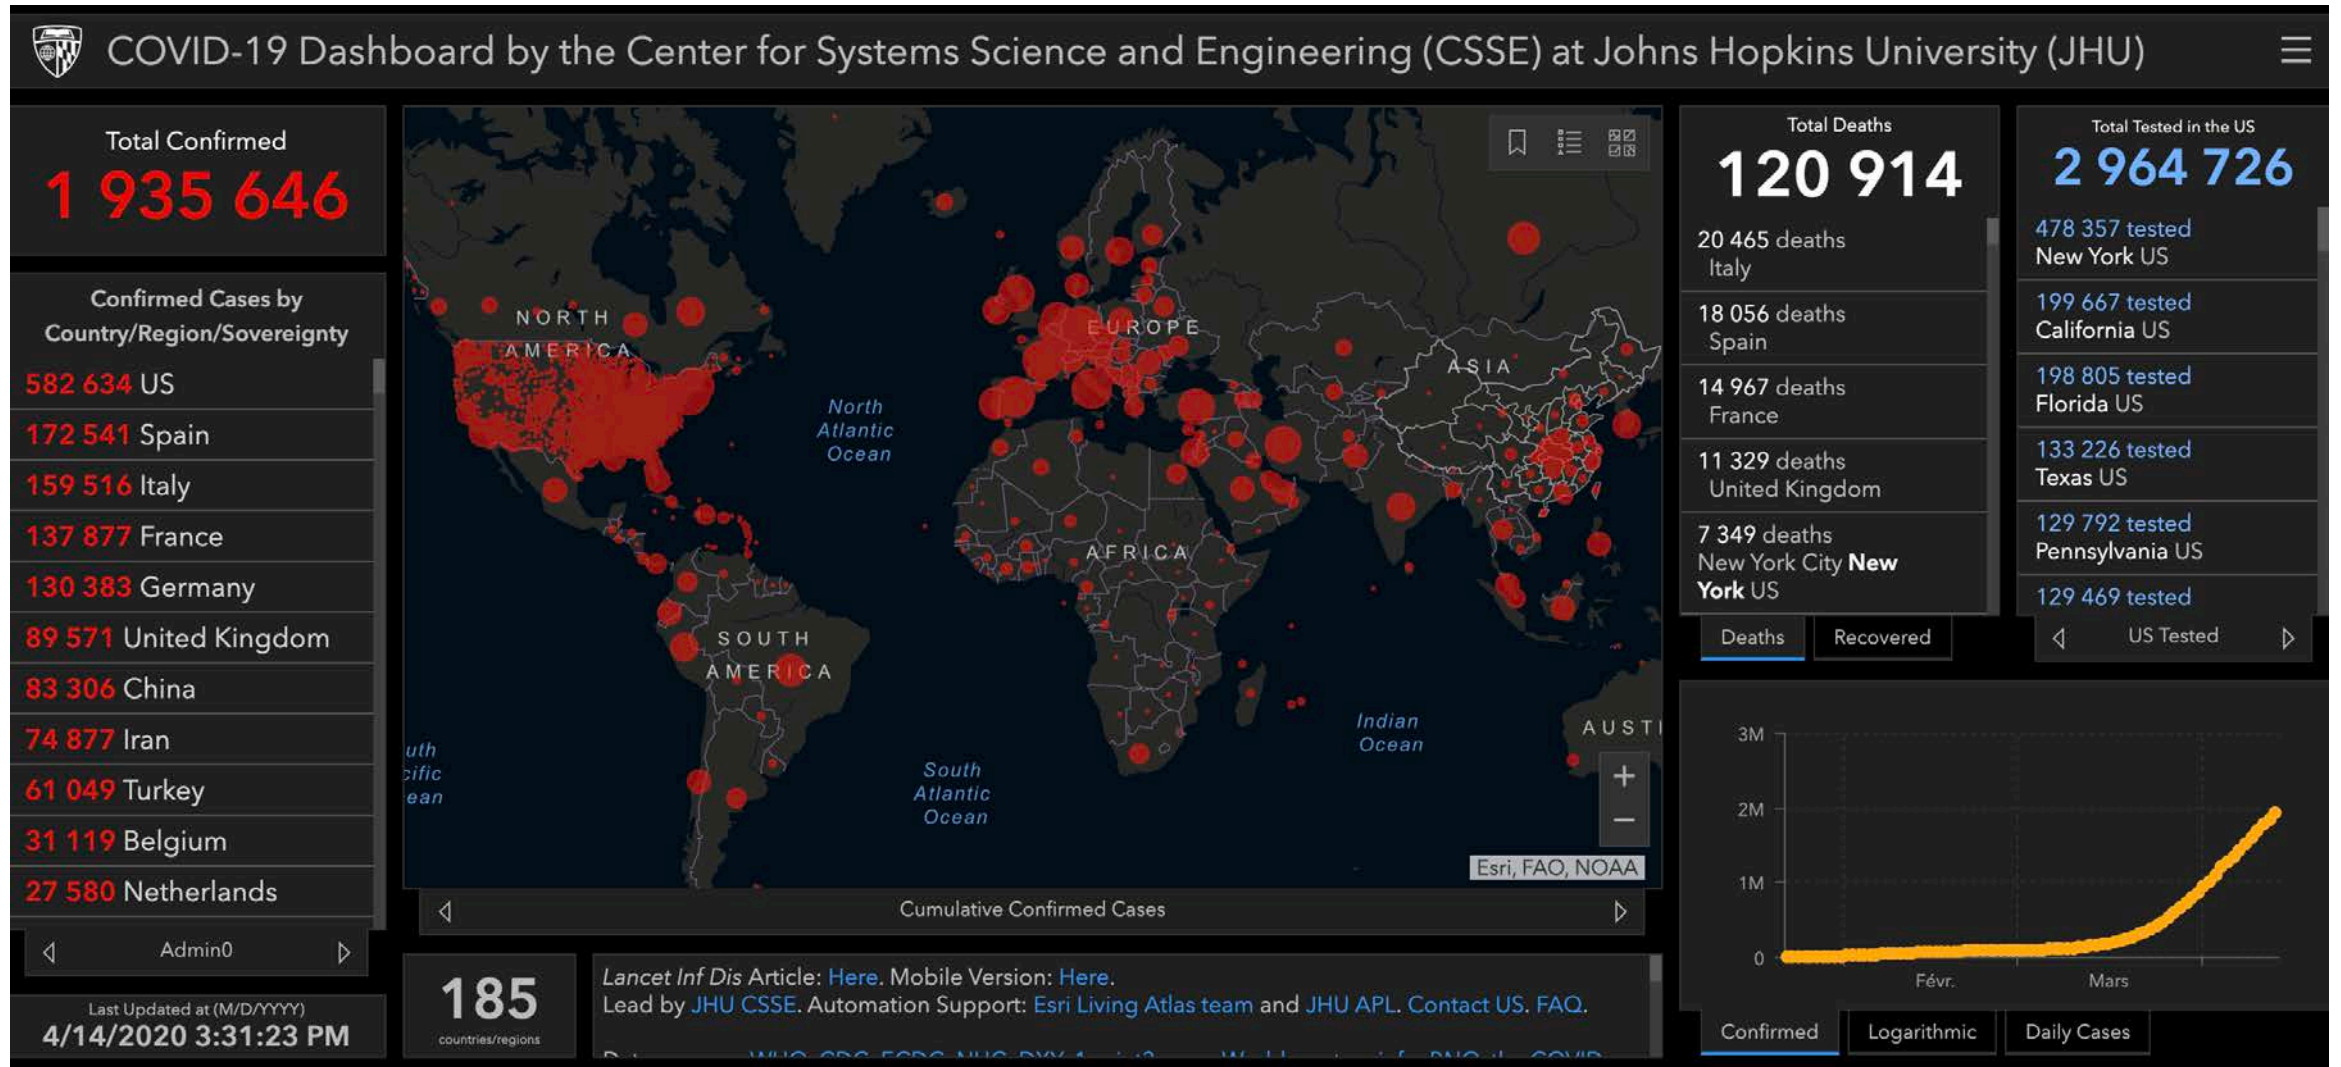 COVID-19 Dashboard by the Center for Systems Science and Engineering (CSSE) at Johns Hopkins University (JHU)
Total Confirmed
1 935 646
Confirmed Cases by
Country/Region/Sovereignty
582 634 US
172 541 Spain
159 516 Italy
137 877 France
130 383 Germany
89 571 United Kingdom
83 306 China
74 877 Iran
61 049 Turkey
31 119 Belgium
27 580 Netherlands
Admin0
Last Updated at (M/D/YYYY)
4/14/2020 3:31:23 PM
NORTH
AMERICA
EUROPE
ASIA
North
Atlantic
Ocean
AFRICA
SOUTH
AMERICA
Indian
Ocean
AUSTI
uth
cific
ean
South
Atlantic
Ocean
+
−
Esri, FAO, NOAA
Cumulative Confirmed Cases
185
countries/regions
Lancet Inf Dis Article: Here. Mobile Version: Here.
Lead by JHU CSSE. Automation Support: Esri Living Atlas team and JHU APL. Contact US. FAQ.
Total Deaths
120 914
20 465 deaths
Italy
18 056 deaths
Spain
14 967 deaths
France
11 329 deaths
United Kingdom
7 349 deaths
New York City New
York US
Deaths
Recovered
Total Tested in the US
2 964 726
478 357 tested
New York US
199 667 tested
California US
198 805 tested
Florida US
133 226 tested
Texas US
129 792 tested
Pennsylvania US
129 469 tested
US Tested
3M
2M
1M
0
Févr.
Mars
Confirmed
Logarithmic
Daily Cases